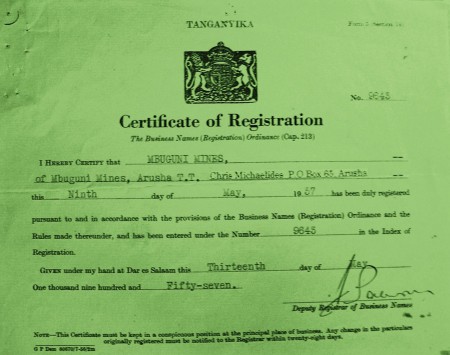 TANGANYIKA
No. 9643
Certificate of Registration
The Business Names (Registration) Ordinance (Cap. 213)
I HEREBY CERTIFY that MBUGUNI MINES, --
of Mbuguni Mines, Arusha T.T. Chris Michaelides P.O Box 65, Arusha --
this Ninth day of May, 1957 has been duly registered
pursuant to and in accordance with the provisions of the Business Names (Registration) Ordinance and the
Rules made thereunder, and has been entered under the Number 9643 in the Index of
Registration.
GIVEN under my hand at Dar es Salaam this Thirteenth day of May
One thousand nine hundred and Fifty-seven.
Deputy Registrar of Business Names
NOTE—This Certificate must be kept in a conspicuous position at the principal place of business. Any change in the particulars
originally registered must be notified to the Registrar within twenty-eight days.